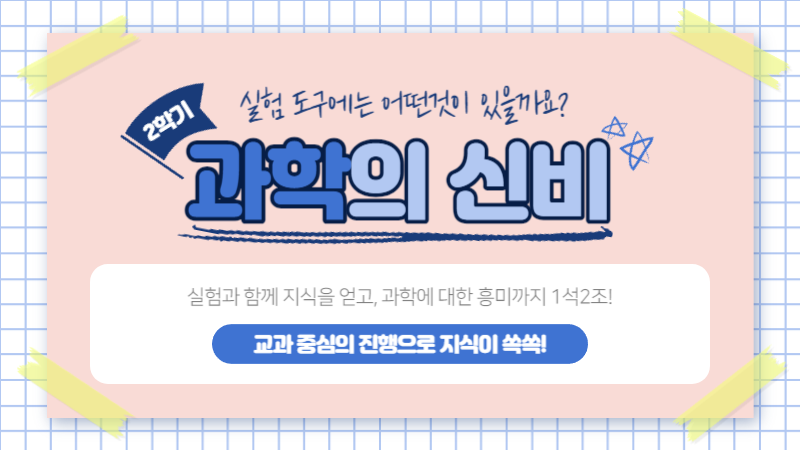 실험 도구에는 어떤것이 있을까요?
2학기
과학의 신비
실험과 함께 지식을 얻고, 과학에 대한 흥미까지 1석2조!
교과 중심의 진행으로 지식이 쏙쏙!